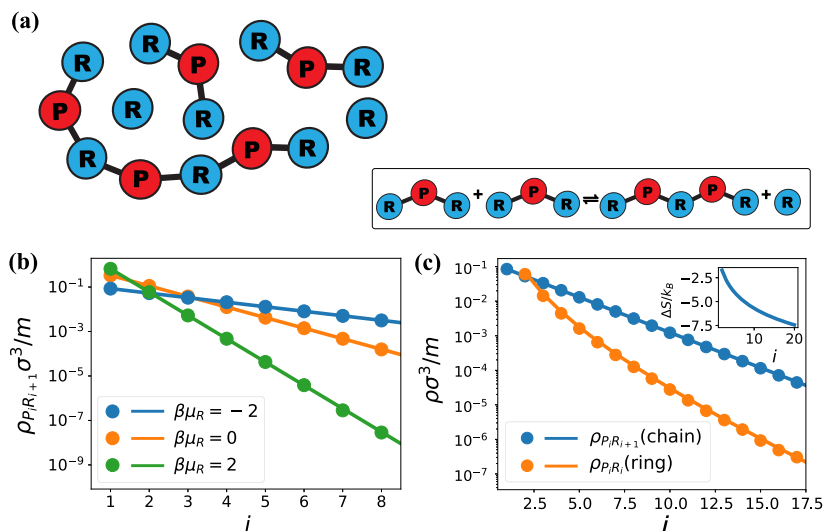 (a)
R R R
P P R
P R R R
R P R P R
R P R + R P R ⇌ R P R P R + R
(b)
10⁻¹
10⁻³
10⁻⁵
10⁻⁷
10⁻⁹
ρ_{P_iR_{i+1}}σ³/m
βμ_R = −2
βμ_R = 0
βμ_R = 2
1 2 3 4 5 6 7 8
i
(c)
10⁻¹
10⁻²
10⁻³
10⁻⁴
10⁻⁵
10⁻⁶
10⁻⁷
ρσ³/m
ΔS/k_B
−2.5
−5.0
−7.5
10 20
i
ρ_{P_iR_{i+1}}(chain)
ρ_{P_iR_i}(ring)
2.5 5.0 7.5 10.0 12.5 15.0 17.5
i